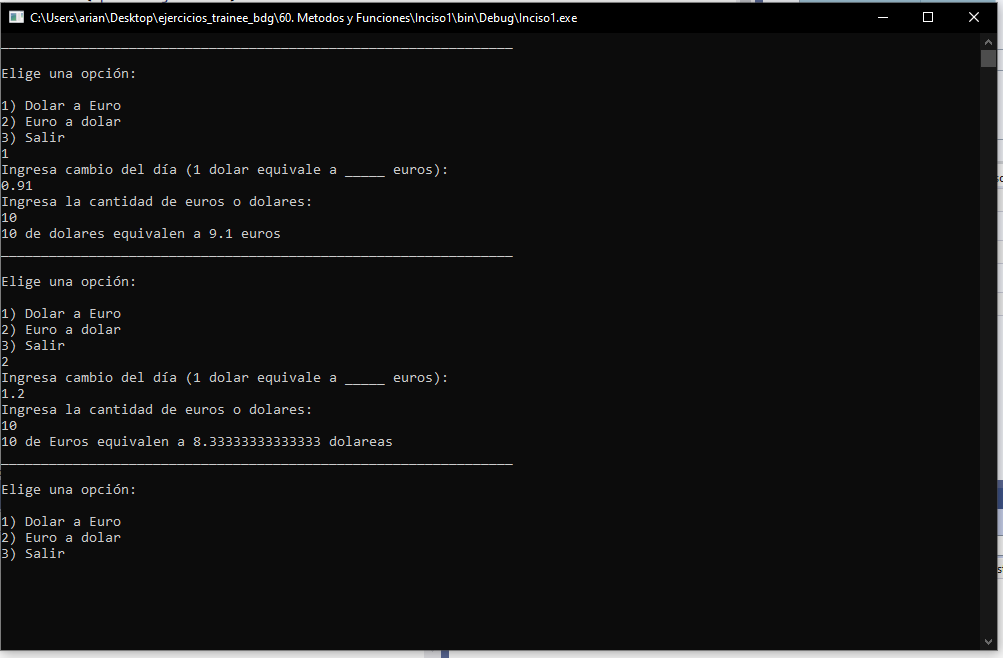 C:\Users\arian\Desktop\ejercicios_trainee_bdg\60. Metodos y Funciones\Inciso1\bin\Debug\Inciso1.exe
________________________________________________________________
Elige una opción:
1) Dolar a Euro
2) Euro a dolar
3) Salir
1
Ingresa cambio del día (1 dolar equivale a _____ euros):
0.91
Ingresa la cantidad de euros o dolares:
10
10 de dolares equivalen a 9.1 euros
________________________________________________________________
Elige una opción:
1) Dolar a Euro
2) Euro a dolar
3) Salir
2
Ingresa cambio del día (1 dolar equivale a _____ euros):
1.2
Ingresa la cantidad de euros o dolares:
10
10 de Euros equivalen a 8.33333333333333 dolareas
________________________________________________________________
Elige una opción:
1) Dolar a Euro
2) Euro a dolar
3) Salir